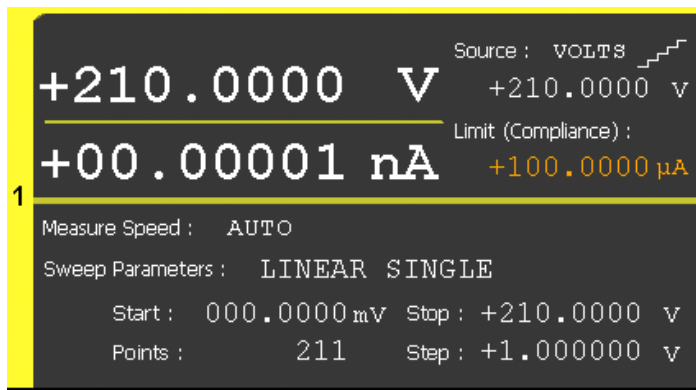 +210.0000 V
Source : VOLTS
+210.0000 V
+00.00001 nA
Limit (Compliance) :
+100.0000 µA
1
Measure Speed : AUTO
Sweep Parameters : LINEAR SINGLE
Start : 000.0000 mV Stop : +210.0000 V
Points : 211 Step : +1.000000 V